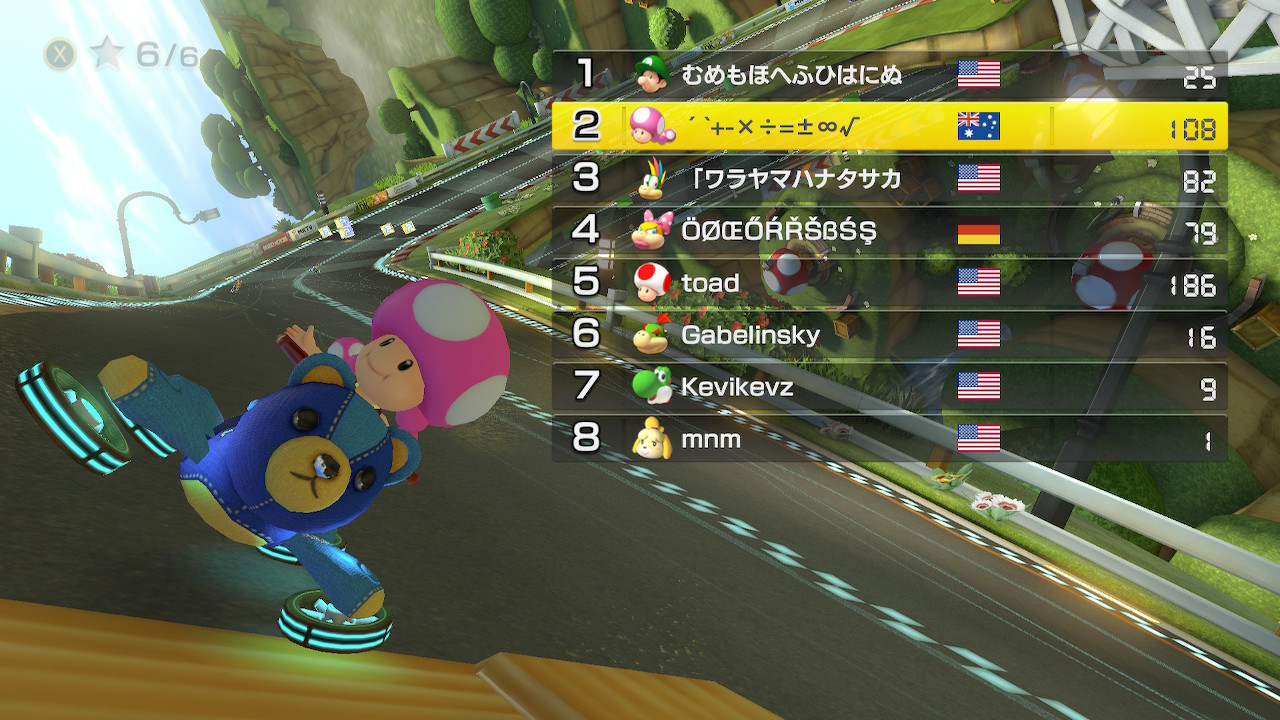 X ★ 6/6
1 むめもほへふひはにぬ 25
2 ´`+-×÷=±∞√ 108
3 「ワラヤマハナタサカ 82
4 ÖØŒŐŔŘŠßŚŞ 79
5 toad 186
6 Gabelinsky 16
7 Kevikevz 9
8 mnm 1